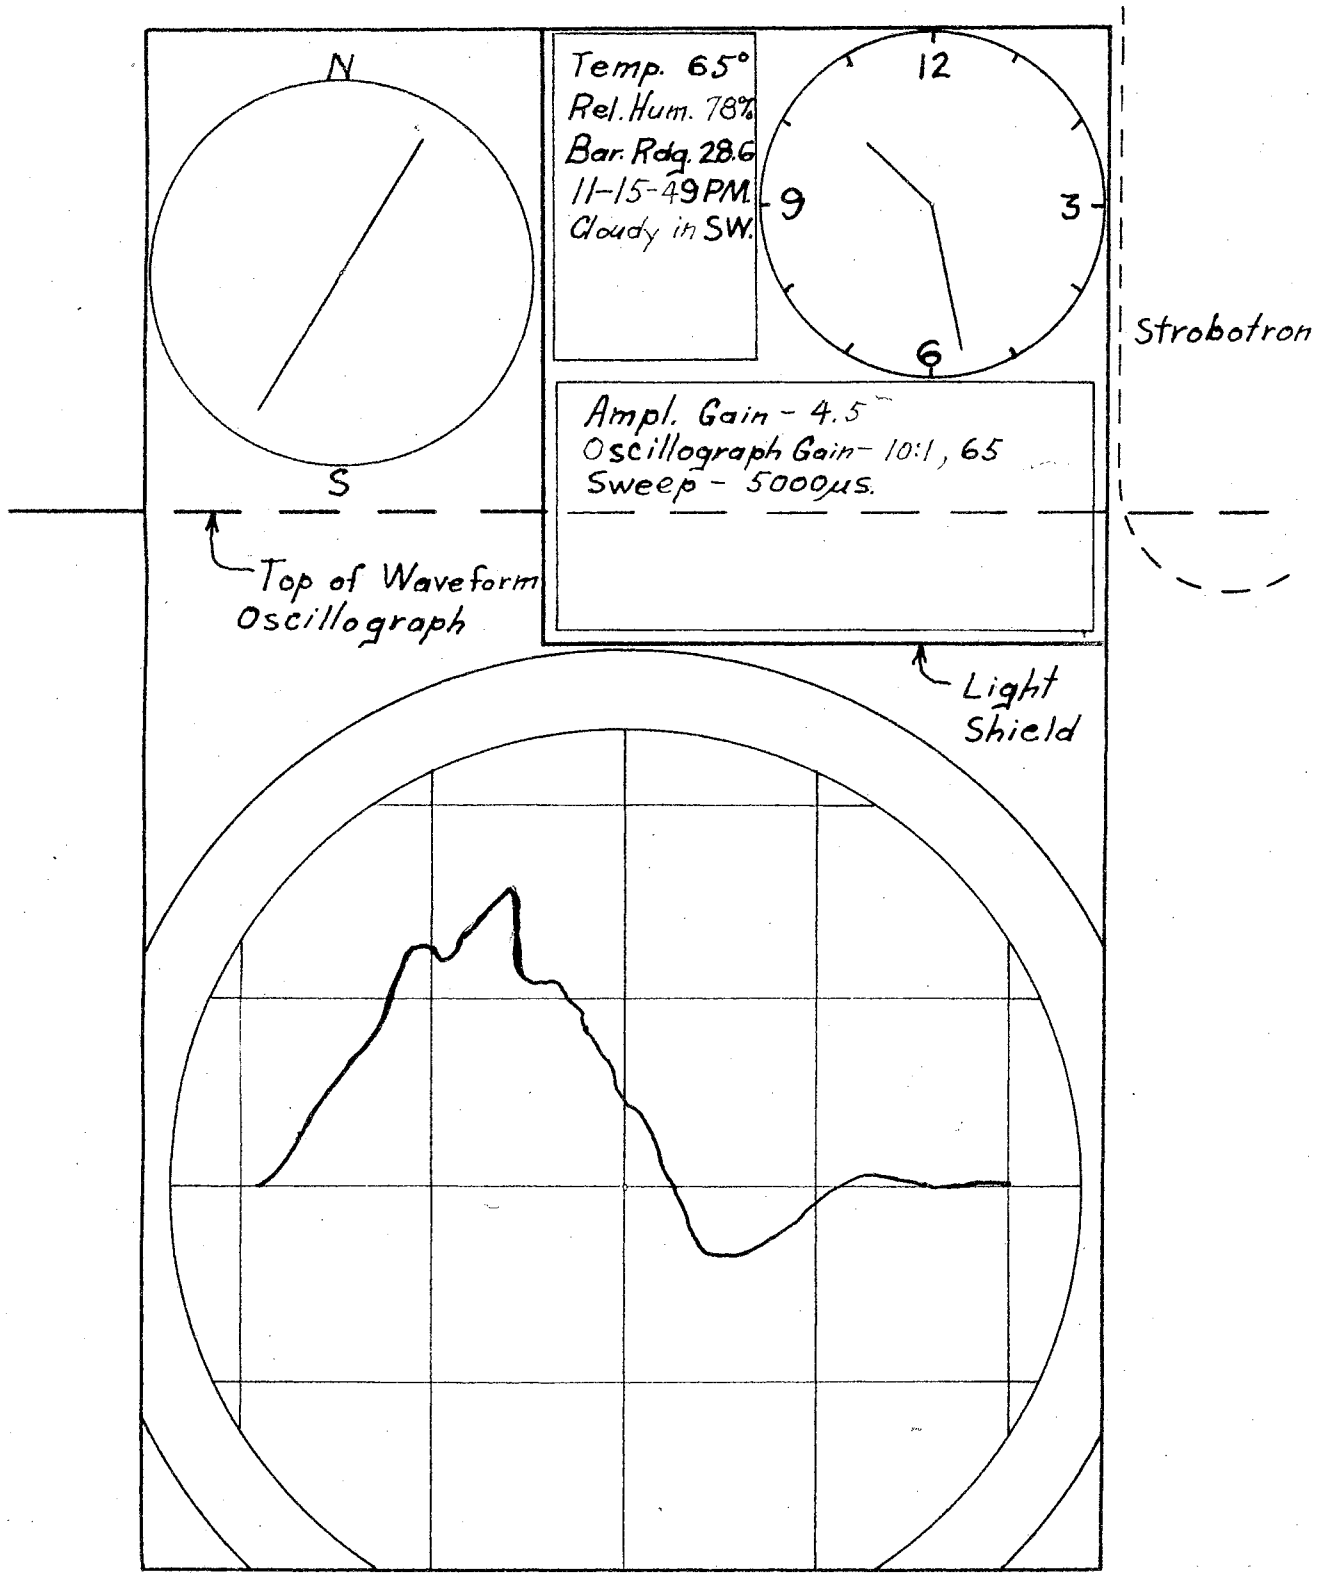 N
S
Temp. 65°
Rel. Hum. 78%
Bar. Rdg. 28.6
11-15-49 PM.
Cloudy in SW.
12
9
3
6
Strobotron
Ampl. Gain - 4.5
Oscillograph Gain - 10:1, 65
Sweep - 5000μs.
Top of Waveform
Oscillograph
Light
Shield